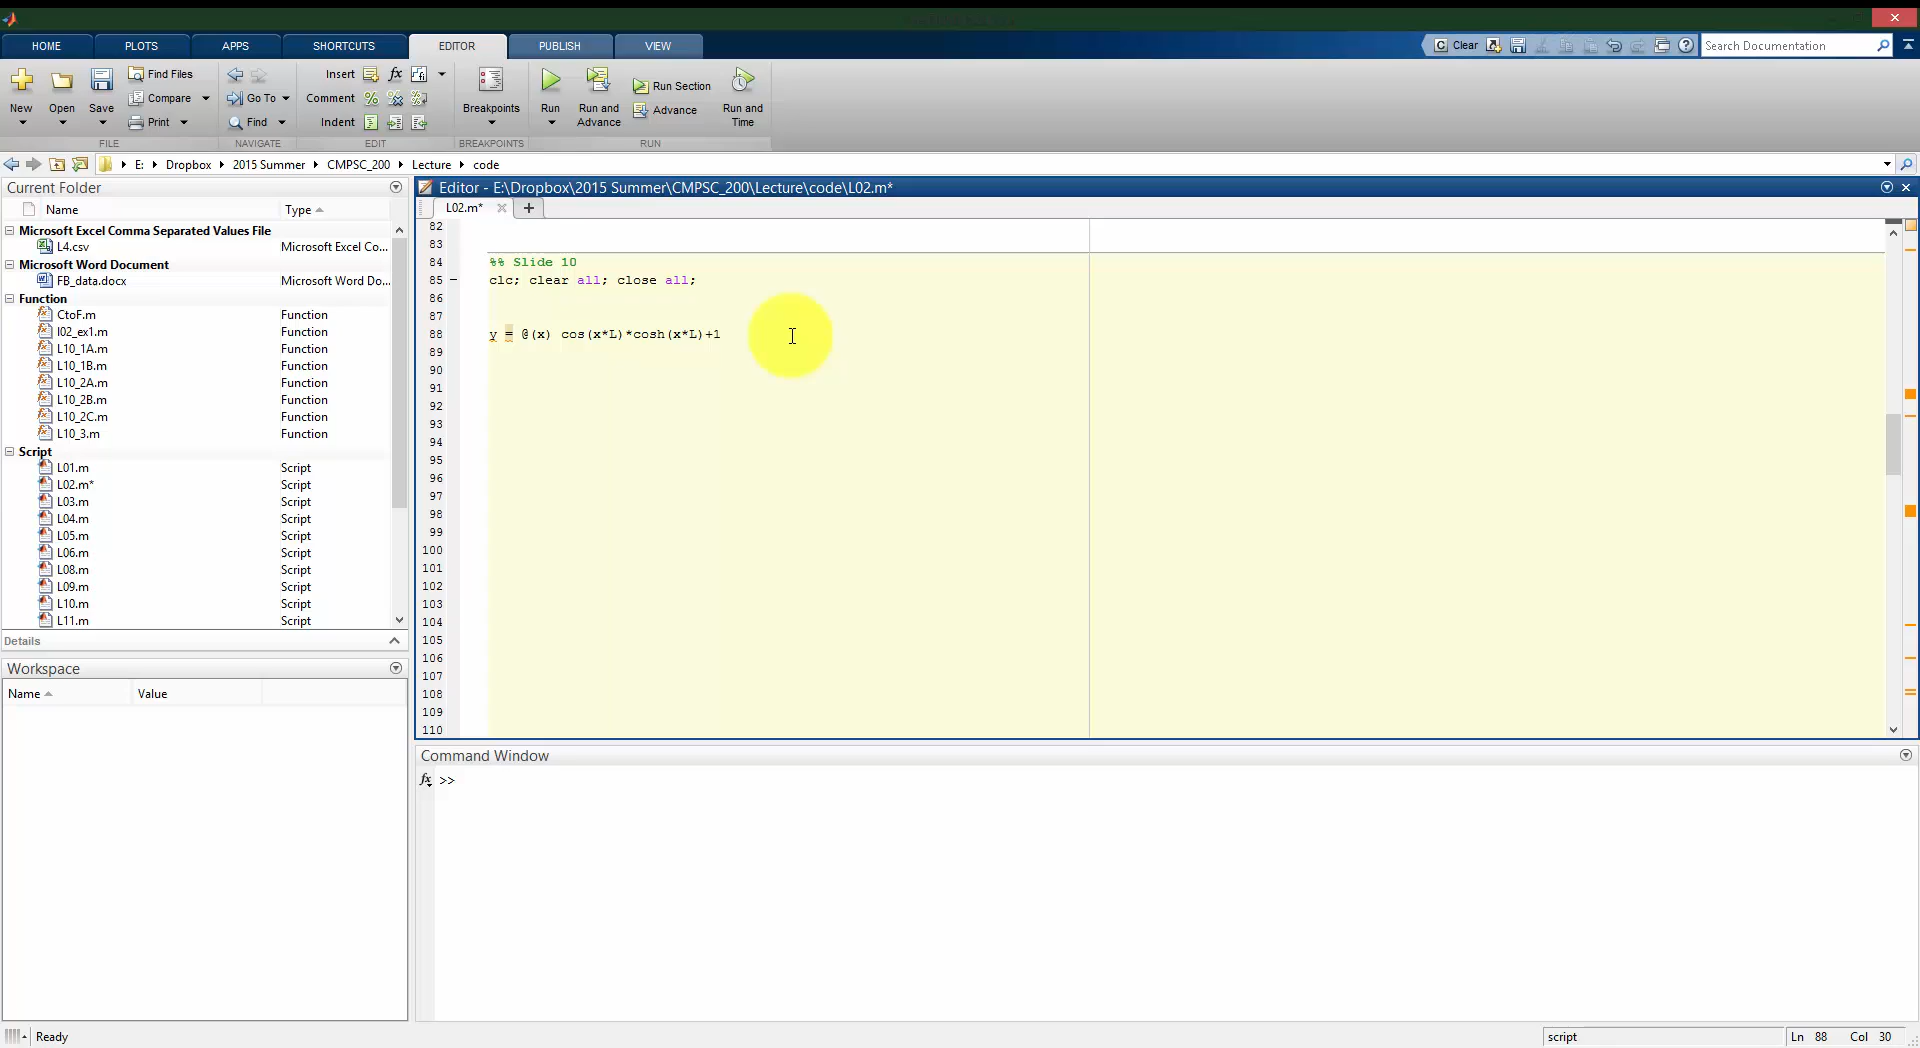 HOME PLOTS APPS SHORTCUTS EDITOR PUBLISH VIEW
Clear
Search Documentation
New
Open
Save
Find Files
Compare
Print
FILE
Go To
Find
NAVIGATE
Insert fx
Comment
Indent
EDIT
Breakpoints
BREAKPOINTS
Run
Run and Advance
Run Section
Advance
Run and Time
RUN
E: Dropbox 2015 Summer CMPSC_200 Lecture code
Current Folder
Name Type
Microsoft Excel Comma Separated Values File
L4.csv Microsoft Excel Co...
Microsoft Word Document
FB_data.docx Microsoft Word Do...
Function
CtoF.m Function
l02_ex1.m Function
L10_1A.m Function
L10_1B.m Function
L10_2A.m Function
L10_2B.m Function
L10_2C.m Function
L10_3.m Function
Script
L01.m Script
L02.m* Script
L03.m Script
L04.m Script
L05.m Script
L06.m Script
L08.m Script
L09.m Script
L10.m Script
L11.m Script
Details
Workspace
Name Value
Editor - E:\Dropbox\2015 Summer\CMPSC_200\Lecture\code\L02.m*
L02.m*
82
83
84 %% Slide 10
85 clc; clear all; close all;
86
87
88 y = @(x) cos(x*L)*cosh(x*L)+1
89
90
91
92
93
94
95
96
97
98
99
100
101
102
103
104
105
106
107
108
109
110
Command Window
fx >>
Ready
script
Ln 88 Col 30